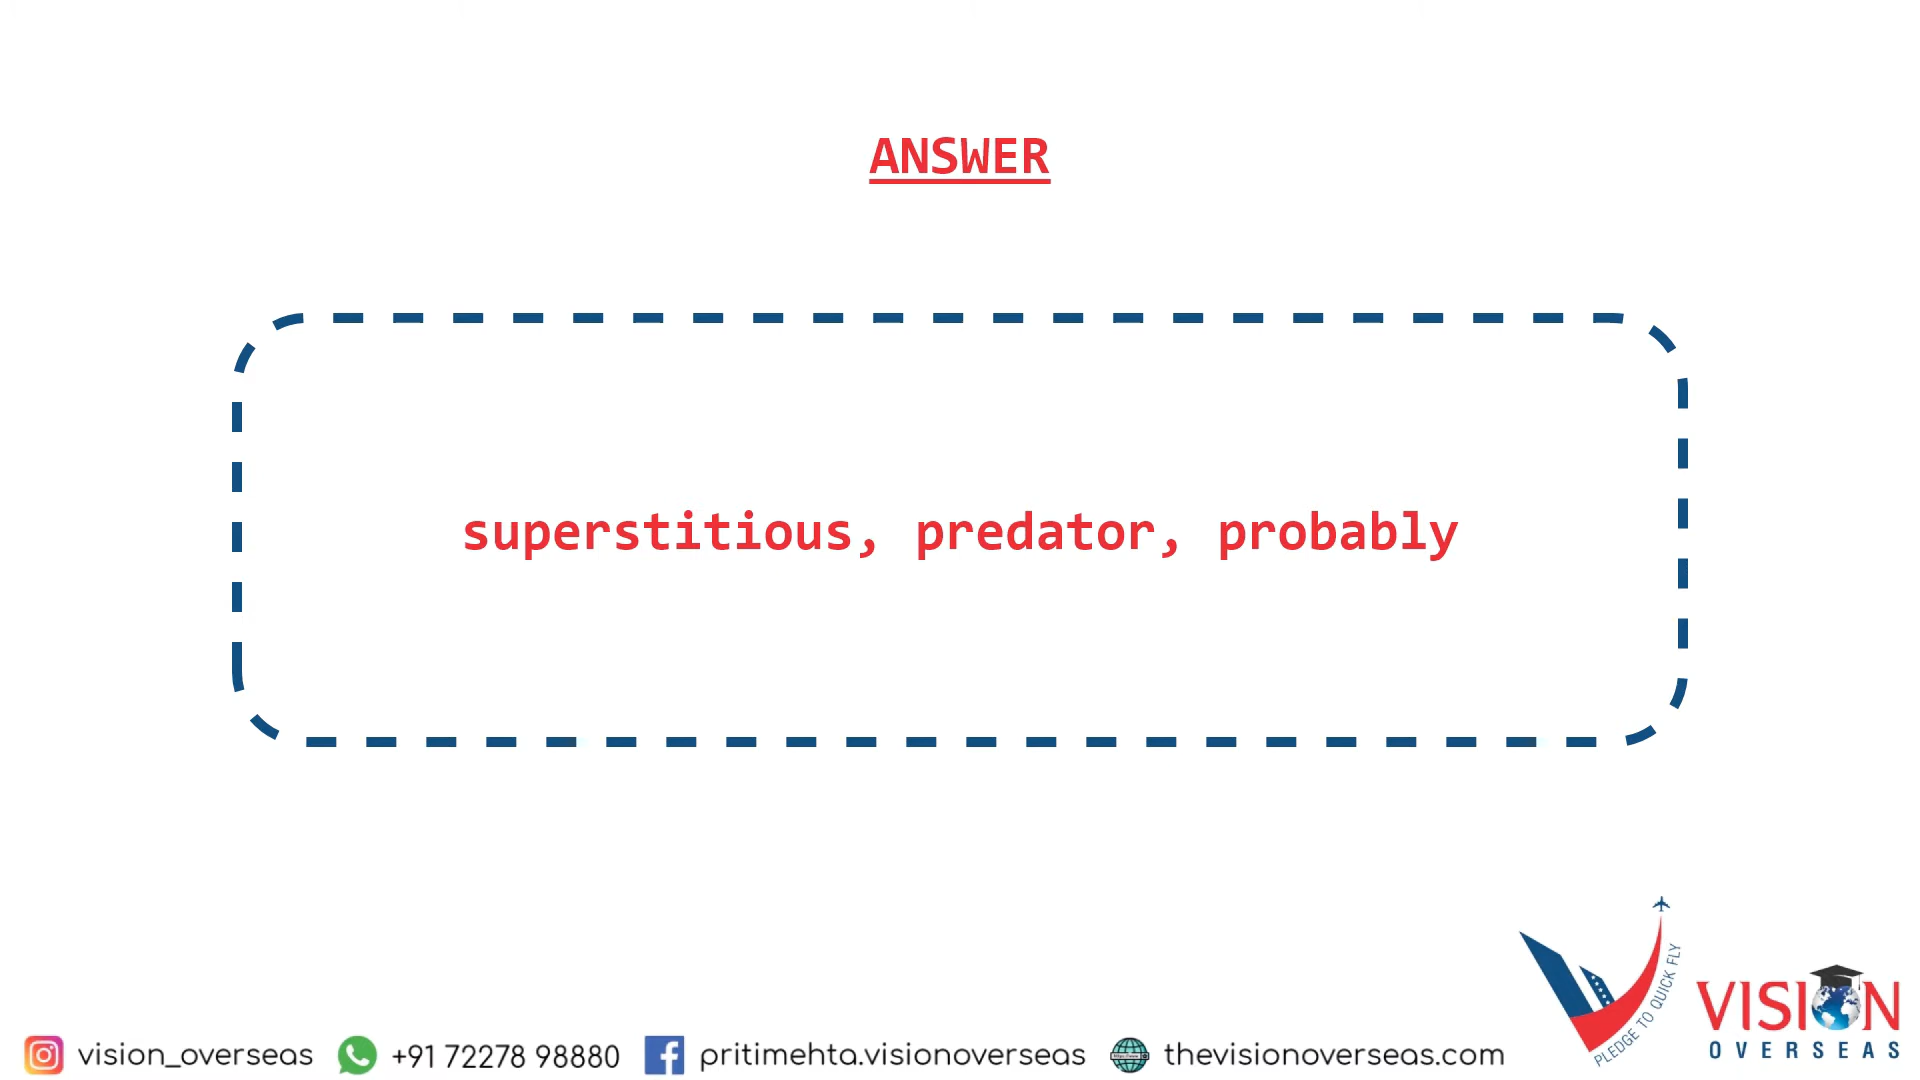 ANSWER
superstitious, predator, probably
PLEDGE TO QUICK FLY
VISION
OVERSEAS
vision_overseas +91 72278 98880 pritimehta.visionoverseas thevisionoverseas.com